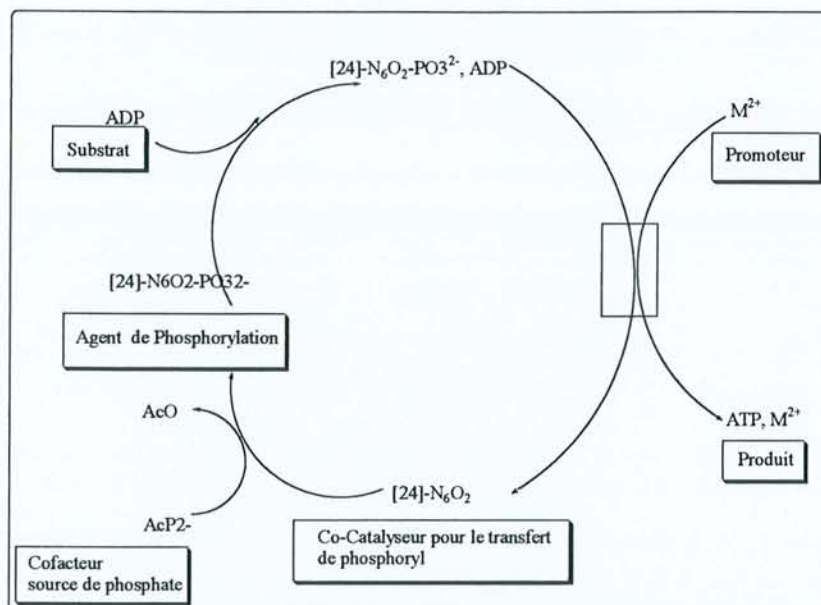 [24]-N₆O₂-PO3²⁻, ADP
ADP
Substrat
M²⁺
Promoteur
[24]-N6O2-PO32-
Agent de Phosphorylation
AcO
ATP, M²⁺
Produit
[24]-N₆O₂
AcP2-
Co-Catalyseur pour le transfert
de phosphoryl
Cofacteur
source de phosphate